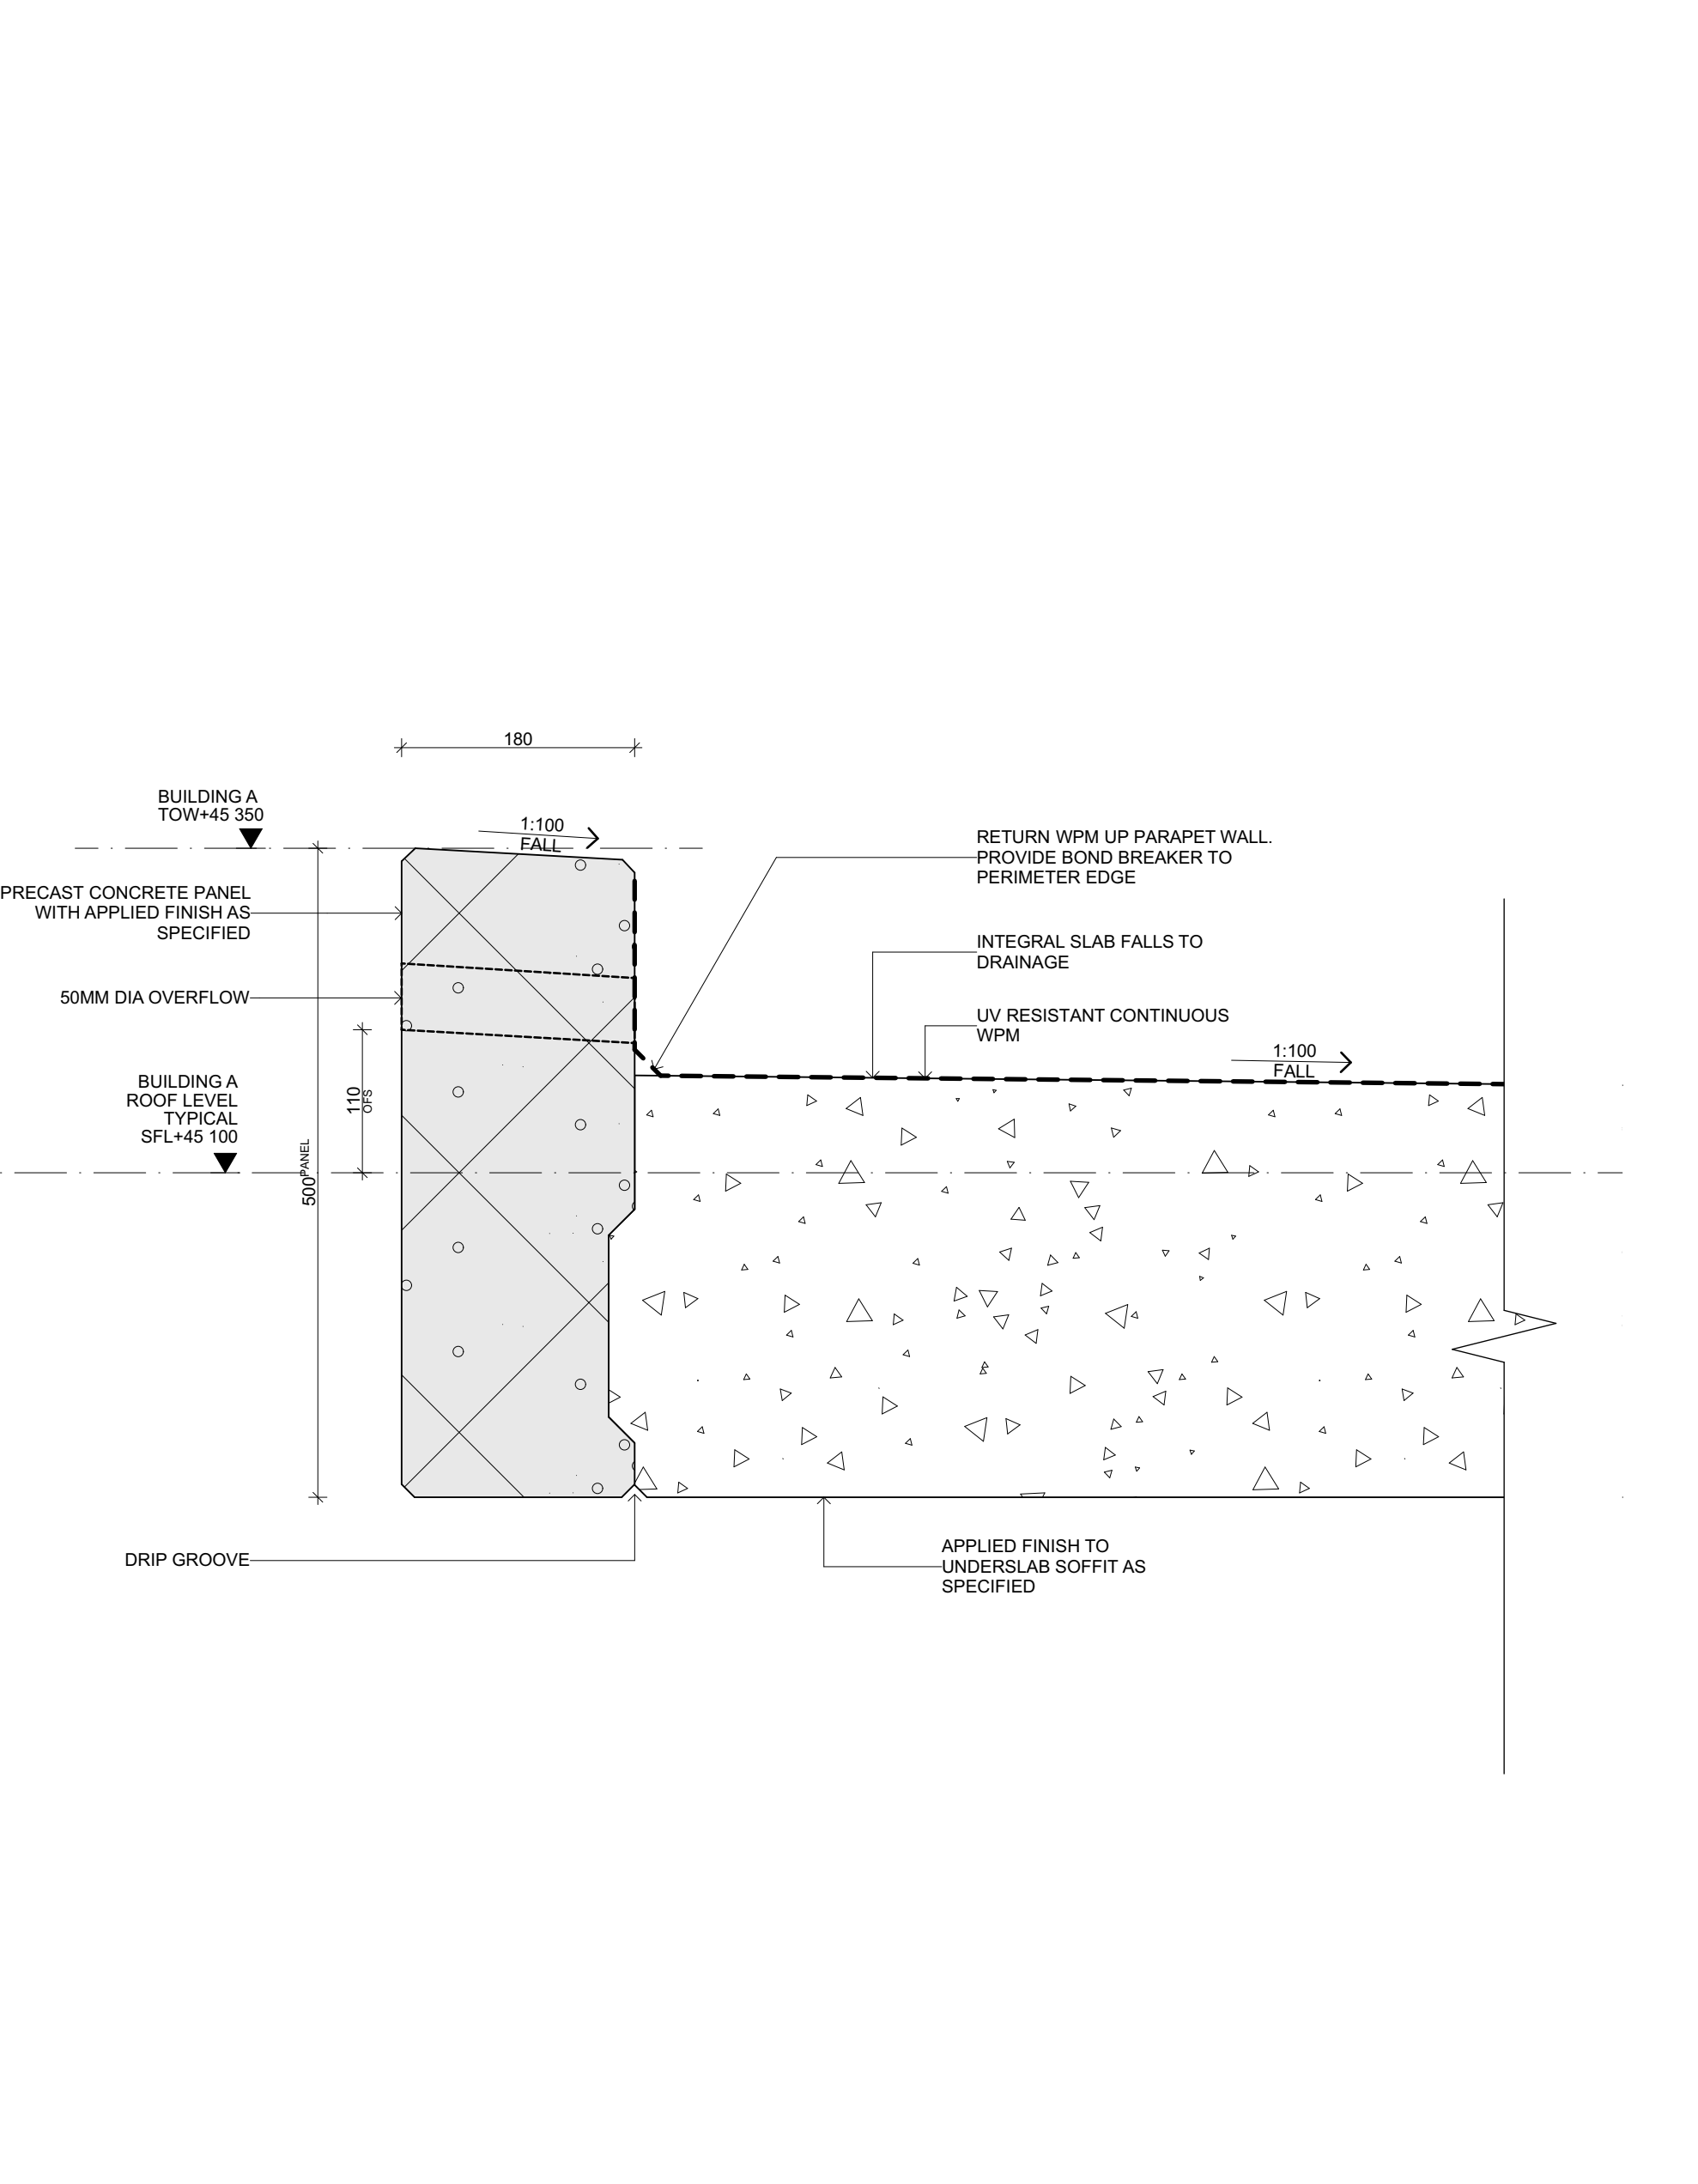 180
BUILDING A
TOW+45 350
1:100
FALL
PRECAST CONCRETE PANEL
WITH APPLIED FINISH AS
SPECIFIED
RETURN WPM UP PARAPET WALL.
PROVIDE BOND BREAKER TO
PERIMETER EDGE
INTEGRAL SLAB FALLS TO
DRAINAGE
50MM DIA OVERFLOW
UV RESISTANT CONTINUOUS
WPM
1:100
FALL
BUILDING A
ROOF LEVEL
TYPICAL
SFL+45 100
110
OFS
500 PANEL
DRIP GROOVE
APPLIED FINISH TO
UNDERSLAB SOFFIT AS
SPECIFIED